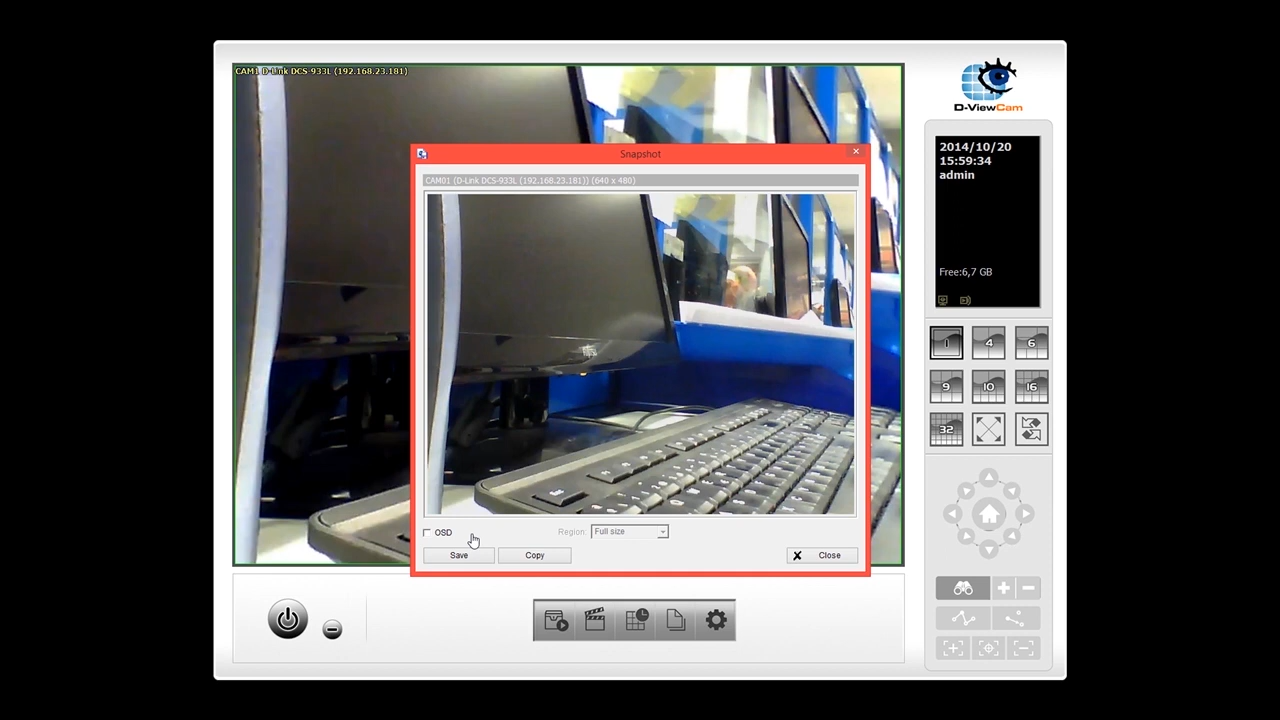 CAM1 D-Link DCS-933L (192.168.23.181)
D-ViewCam
2014/10/20
15:59:34
admin
Free:6,7 GB
Snapshot
CAM01 (D-Link DCS-933L (192.168.23.181)) (640 x 480)
OSD
Region:
Full size
Save
Copy
Close
1
4
6
9
10
16
32